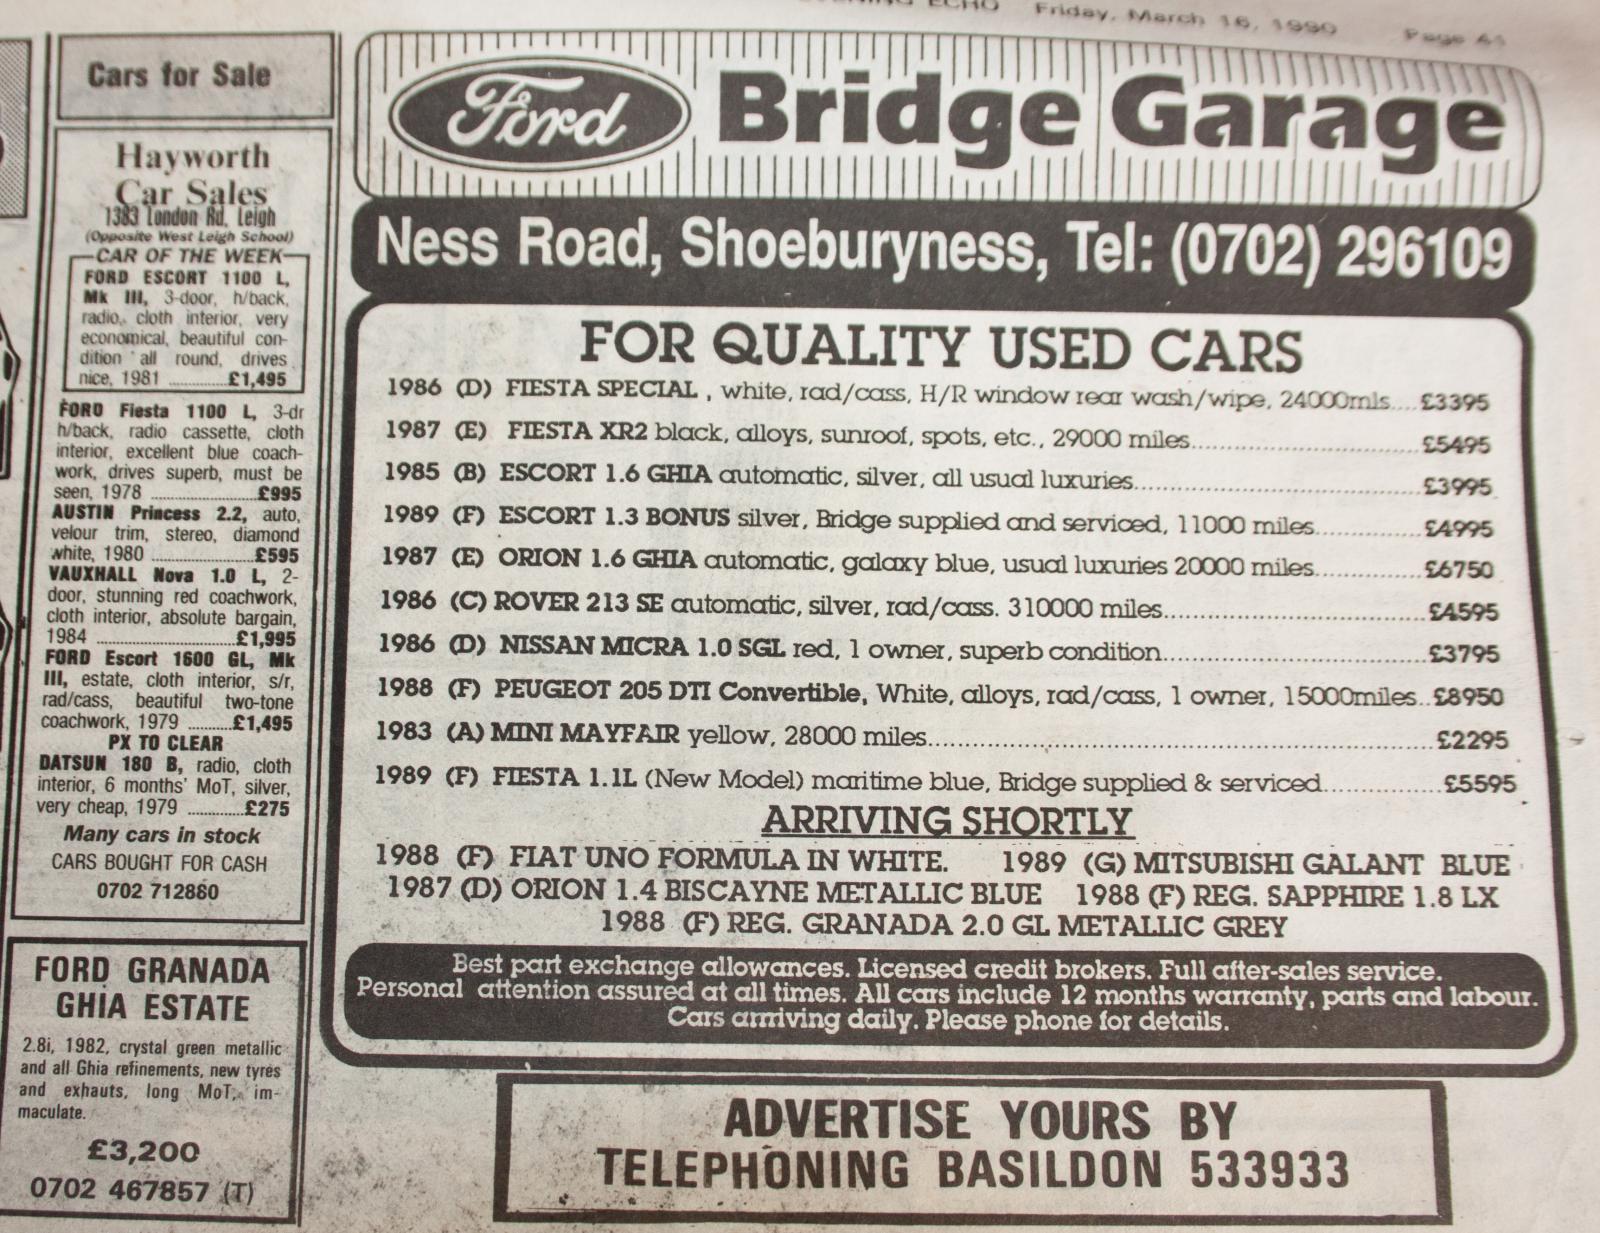 ECHO Friday, March 16, 1990 Page 41
Cars for Sale
Hayworth
Car Sales
1383 London Rd, Leigh
(Opposite West Leigh School)
CAR OF THE WEEK
FORD ESCORT 1100 L,
Mk III, 3-door, h/back,
radio, cloth interior, very
economical, beautiful con-
dition all round, drives
nice, 1981 ............£1,495
FORD Fiesta 1100 L, 3-dr
h/back, radio cassette, cloth
interior, excellent blue coach-
work, drives superb, must be
seen, 1978 .....................£995
AUSTIN Princess 2.2, auto,
velour trim, stereo, diamond
white, 1980 ......................£595
VAUXHALL Nova 1.0 L, 2-
door, stunning red coachwork,
cloth interior, absolute bargain,
1984 ...........................£1,995
FORD Escort 1600 GL, Mk
III, estate, cloth interior, s/r,
rad/cass, beautiful two-tone
coachwork, 1979 .........£1,495
PX TO CLEAR
DATSUN 180 B, radio, cloth
interior, 6 months' MoT, silver,
very cheap, 1979 ............£275
Many cars in stock
CARS BOUGHT FOR CASH
0702 712880
FORD GRANADA
GHIA ESTATE
2.8i, 1982, crystal green metallic
and all Ghia refinements, new tyres
and exhauts, long MoT, im-
maculate.
£3,200
0702 467857 (T)
Ford Bridge Garage
Ness Road, Shoeburyness, Tel: (0702) 296109
FOR QUALITY USED CARS
1986 (D) FIESTA SPECIAL , white, rad/cass, H/R window rear wash/wipe, 24000mls....£3395
1987 (E) FIESTA XR2 black, alloys, sunroof, spots, etc., 29000 miles..............................£5495
1985 (B) ESCORT 1.6 GHIA automatic, silver, all usual luxuries.....................................£3995
1989 (F) ESCORT 1.3 BONUS silver, Bridge supplied and serviced, 11000 miles..............£4995
1987 (E) ORION 1.6 GHIA automatic, galaxy blue, usual luxuries 20000 miles..............£6750
1986 (C) ROVER 213 SE automatic, silver, rad/cass. 310000 miles..................................£4595
1986 (D) NISSAN MICRA 1.0 SGL red, 1 owner, superb condition..................................£3795
1988 (F) PEUGEOT 205 DTI Convertible, White, alloys, rad/cass, 1 owner, 15000miles..£8950
1983 (A) MINI MAYFAIR yellow, 28000 miles................................................................£2295
1989 (F) FIESTA 1.1L (New Model) maritime blue, Bridge supplied & serviced...............£5595
ARRIVING SHORTLY
1988 (F) FIAT UNO FORMULA IN WHITE. 1989 (G) MITSUBISHI GALANT BLUE
1987 (D) ORION 1.4 BISCAYNE METALLIC BLUE 1988 (F) REG. SAPPHIRE 1.8 LX
1988 (F) REG. GRANADA 2.0 GL METALLIC GREY
Best part exchange allowances. Licensed credit brokers. Full after-sales service.
Personal attention assured at all times. All cars include 12 months warranty, parts and labour.
Cars arriving daily. Please phone for details.
ADVERTISE YOURS BY
TELEPHONING BASILDON 533933